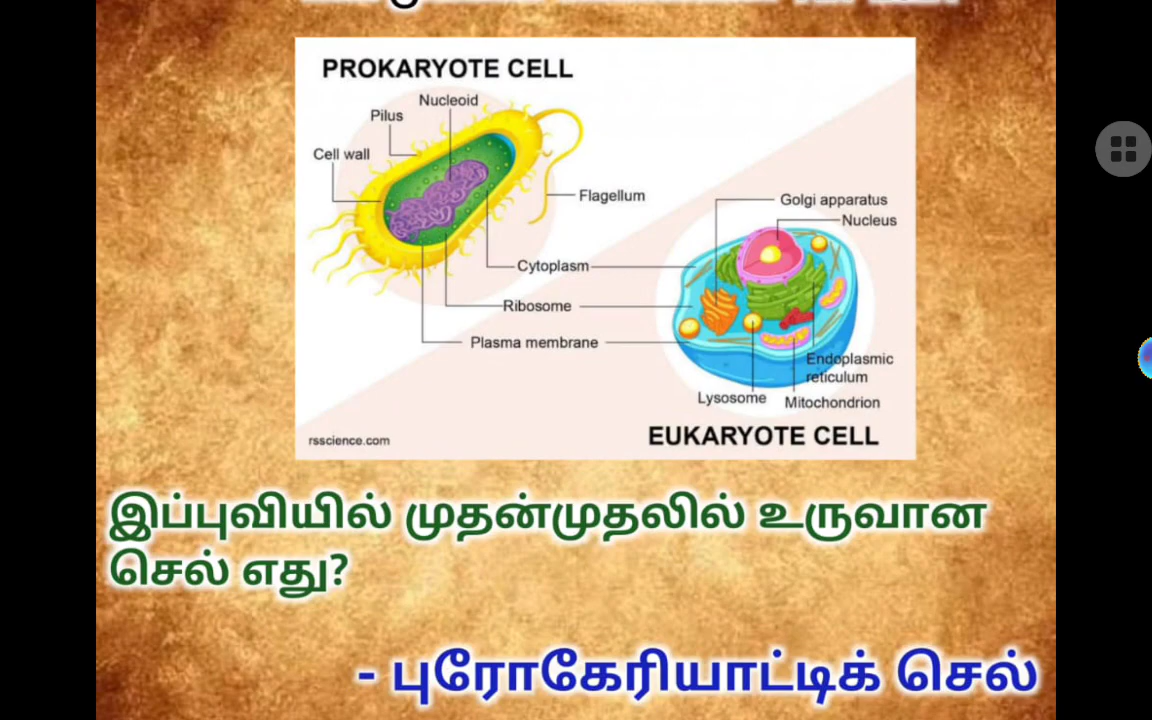 PROKARYOTE CELL
Nucleoid
Pilus
Cell wall
Flagellum
Golgi apparatus
Nucleus
Cytoplasm
Ribosome
Plasma membrane
Endoplasmic
reticulum
Lysosome
Mitochondrion
rsscience.com
EUKARYOTE CELL
இப்புவியில் முதன்முதலில் உருவான
செல் எது?
- புரோகேரியாட்டிக் செல்